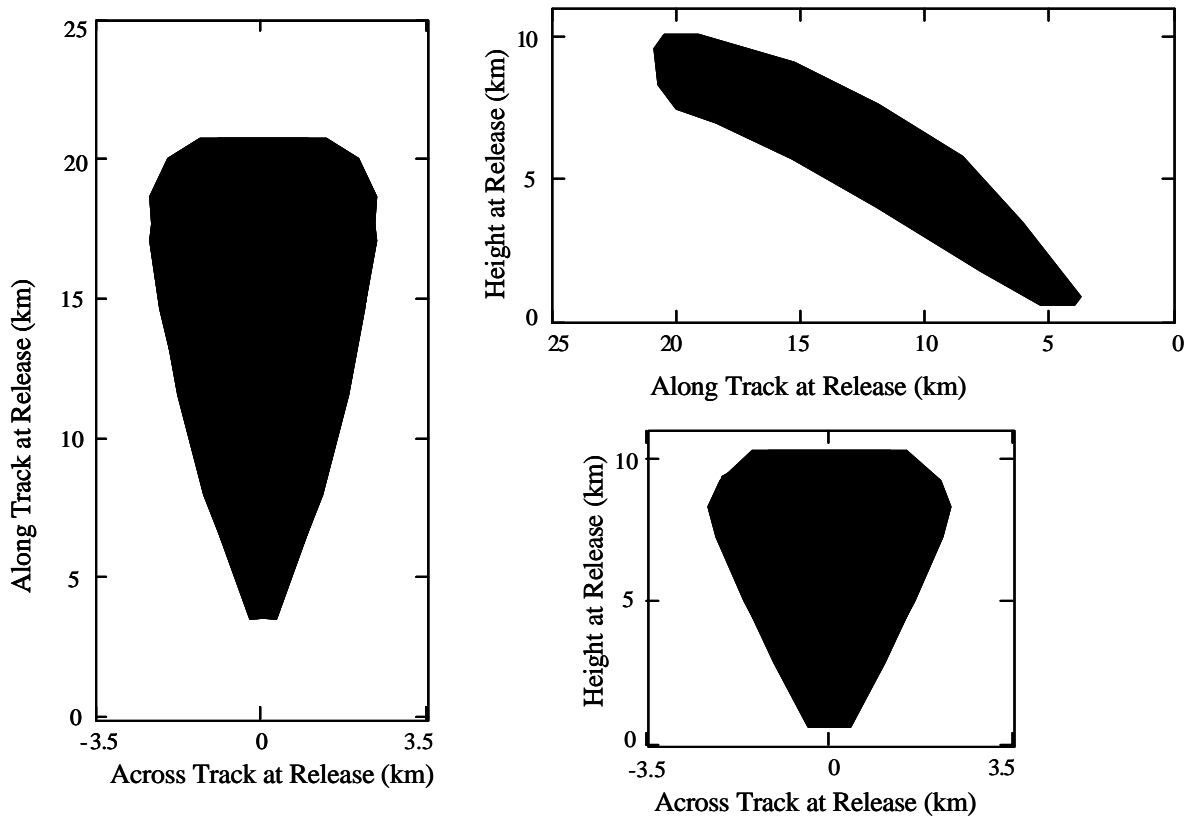 25
20
15
10
5
0
-3.5 0 3.5
Along Track at Release (km)
Across Track at Release (km)
10
5
0
25 20 15 10 5 0
Height at Release (km)
Along Track at Release (km)
10
5
0
-3.5 0 3.5
Height at Release (km)
Across Track at Release (km)